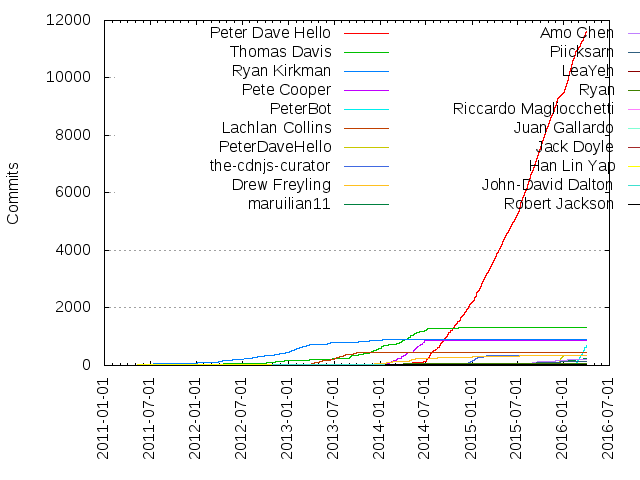 Commits
12000
10000
8000
6000
4000
2000
0
Peter Dave Hello
Thomas Davis
Ryan Kirkman
Pete Cooper
PeterBot
Lachlan Collins
PeterDaveHello
the-cdnjs-curator
Drew Freyling
maruilian11
Amo Chen
Piicksarn
LeaYeh
Ryan
Riccardo Magliocchetti
Juan Gallardo
Jack Doyle
Han Lin Yap
John-David Dalton
Robert Jackson
2011-01-01
2011-07-01
2012-01-01
2012-07-01
2013-01-01
2013-07-01
2014-01-01
2014-07-01
2015-01-01
2015-07-01
2016-01-01
2016-07-01